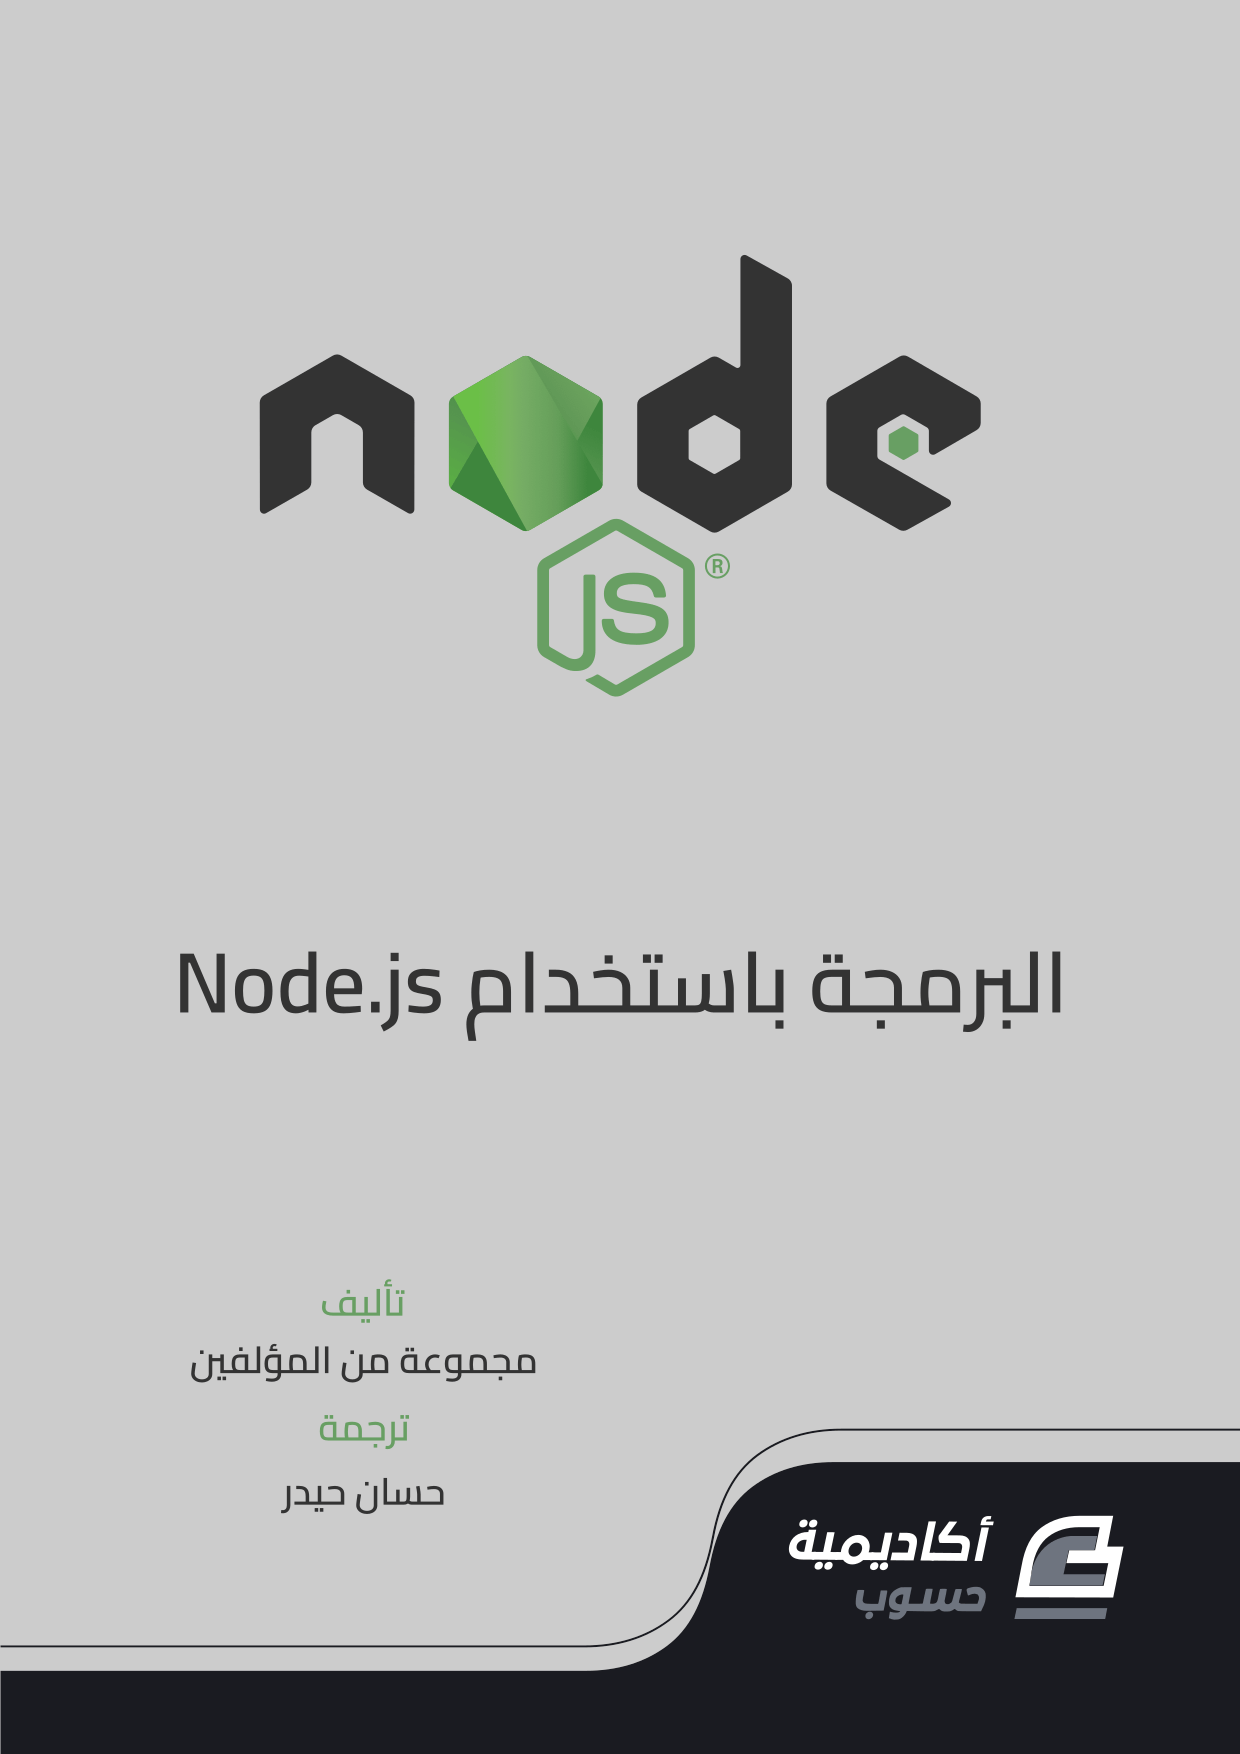 node
js®
البرمجة باستخدام Node.js
تأليف
مجموعة من المؤلفين
ترجمة
حسان حيدر
أكاديمية
حسوب